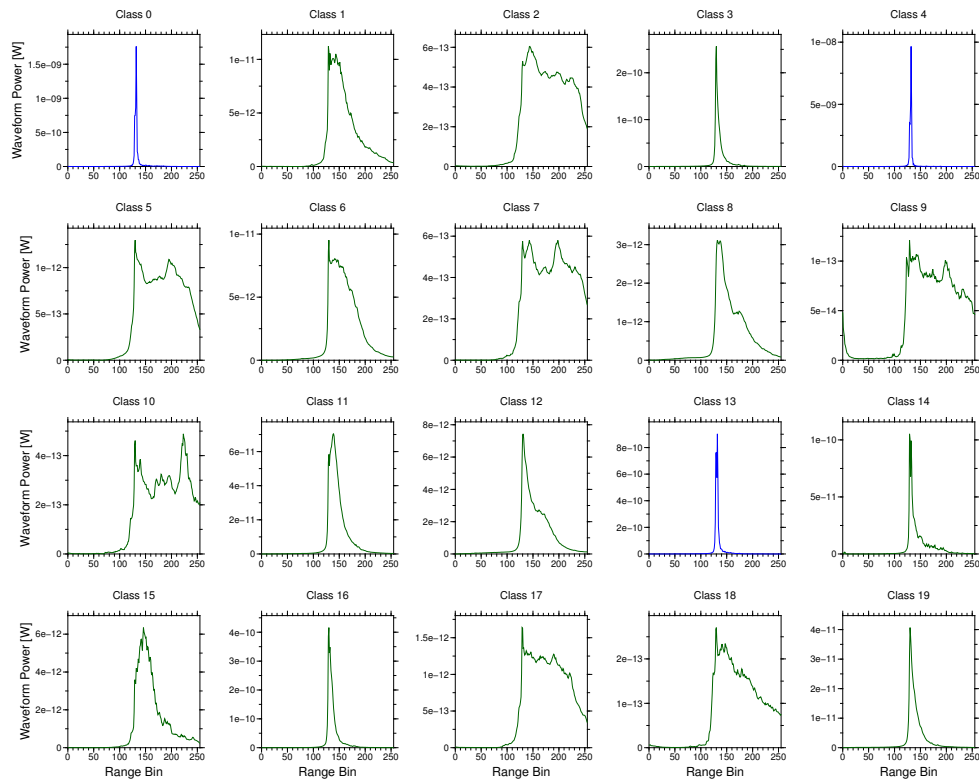 Class 0 Class 1 Class 2 Class 3 Class 4
Waveform Power [W]
1.5e−09
1e−09
5e−10
0
0 50 100 150 200 250
1e−11
5e−12
0
0 50 100 150 200 250
6e−13
4e−13
2e−13
0
0 50 100 150 200 250
2e−10
1e−10
0
0 50 100 150 200 250
1e−08
5e−09
0
0 50 100 150 200 250
Class 5 Class 6 Class 7 Class 8 Class 9
Waveform Power [W]
1e−12
5e−13
0
0 50 100 150 200 250
1e−11
5e−12
0
0 50 100 150 200 250
6e−13
4e−13
2e−13
0
0 50 100 150 200 250
3e−12
2e−12
1e−12
0
0 50 100 150 200 250
1e−13
5e−14
0
0 50 100 150 200 250
Class 10 Class 11 Class 12 Class 13 Class 14
Waveform Power [W]
4e−13
2e−13
0
0 50 100 150 200 250
6e−11
4e−11
2e−11
0
0 50 100 150 200 250
8e−12
6e−12
4e−12
2e−12
0
0 50 100 150 200 250
8e−10
6e−10
4e−10
2e−10
0
0 50 100 150 200 250
1e−10
5e−11
0
0 50 100 150 200 250
Class 15 Class 16 Class 17 Class 18 Class 19
Waveform Power [W]
6e−12
4e−12
2e−12
0
0 50 100 150 200 250
Range Bin
4e−10
3e−10
2e−10
1e−10
0
0 50 100 150 200 250
Range Bin
1.5e−12
1e−12
5e−13
0
0 50 100 150 200 250
Range Bin
2e−13
1e−13
0
0 50 100 150 200 250
Range Bin
4e−11
3e−11
2e−11
1e−11
0
0 50 100 150 200 250
Range Bin